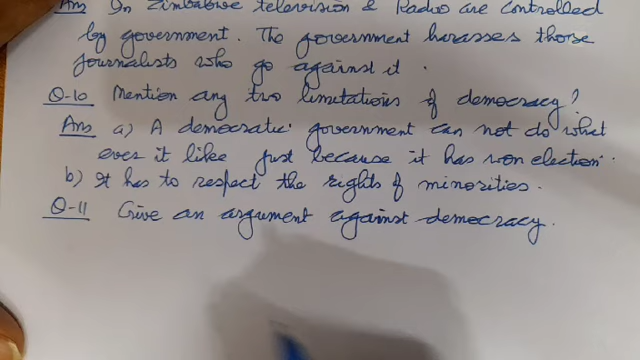 Ans In Zimbabwe television & Radio are controlled
by government. The government harasses those
journalists who go against it.
Q-10 Mention any two limitations of democracy?
Ans a) A democratic government can not do what
ever it like just because it has won election.
b) It has to respect the rights of minorities.
Q-11 Give an argument against democracy.